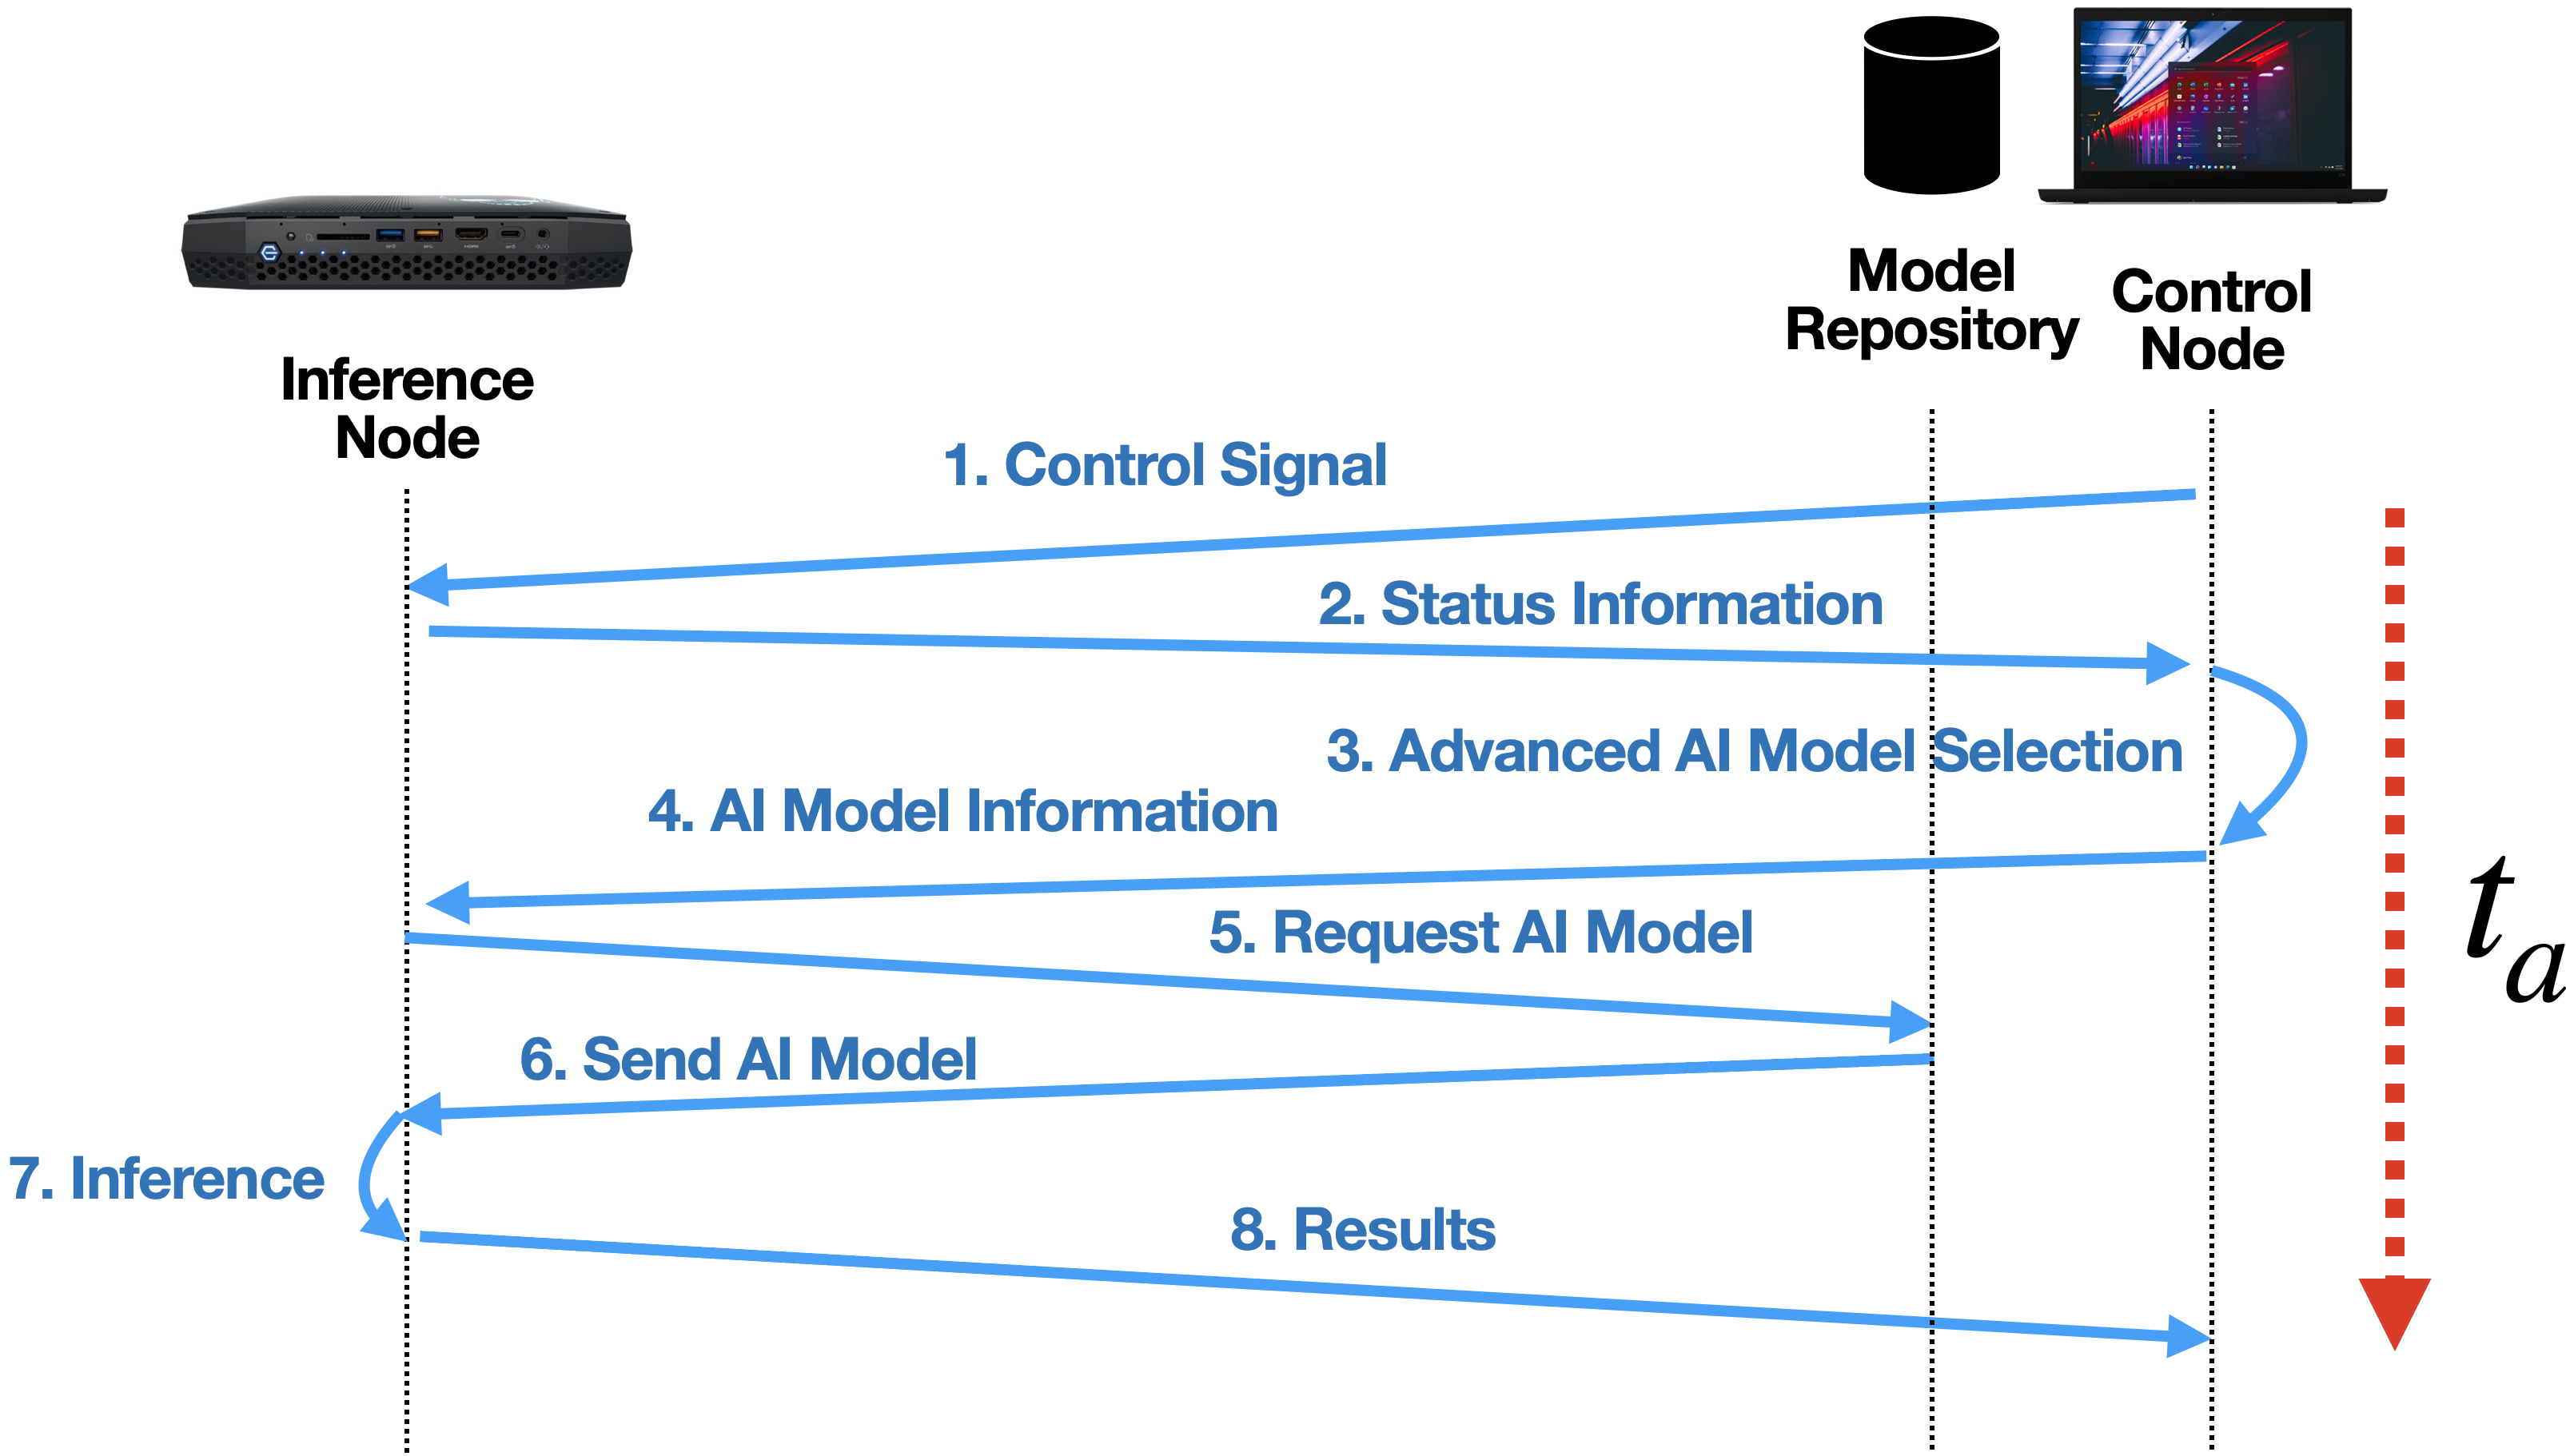 Model
Repository
Control
Node
Inference
Node
1. Control Signal
2. Status Information
3. Advanced AI Model Selection
4. AI Model Information
5. Request AI Model
6. Send AI Model
7. Inference
8. Results
t_a